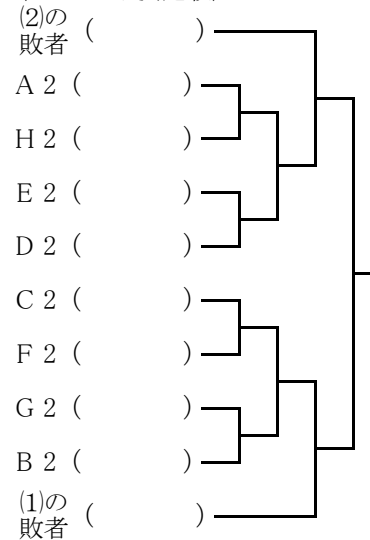 ⑵の
敗者 (　　　)
A 2 (　　　)
H 2 (　　　)
E 2 (　　　)
D 2 (　　　)
C 2 (　　　)
F 2 (　　　)
G 2 (　　　)
B 2 (　　　)
⑴の
敗者 (　　　)